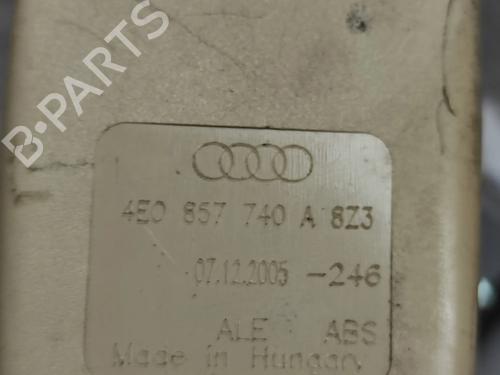 B-PARTS
4E0 857 740 A 8Z3
07.12.2005 -246
ALE ABS
Made in Hungary